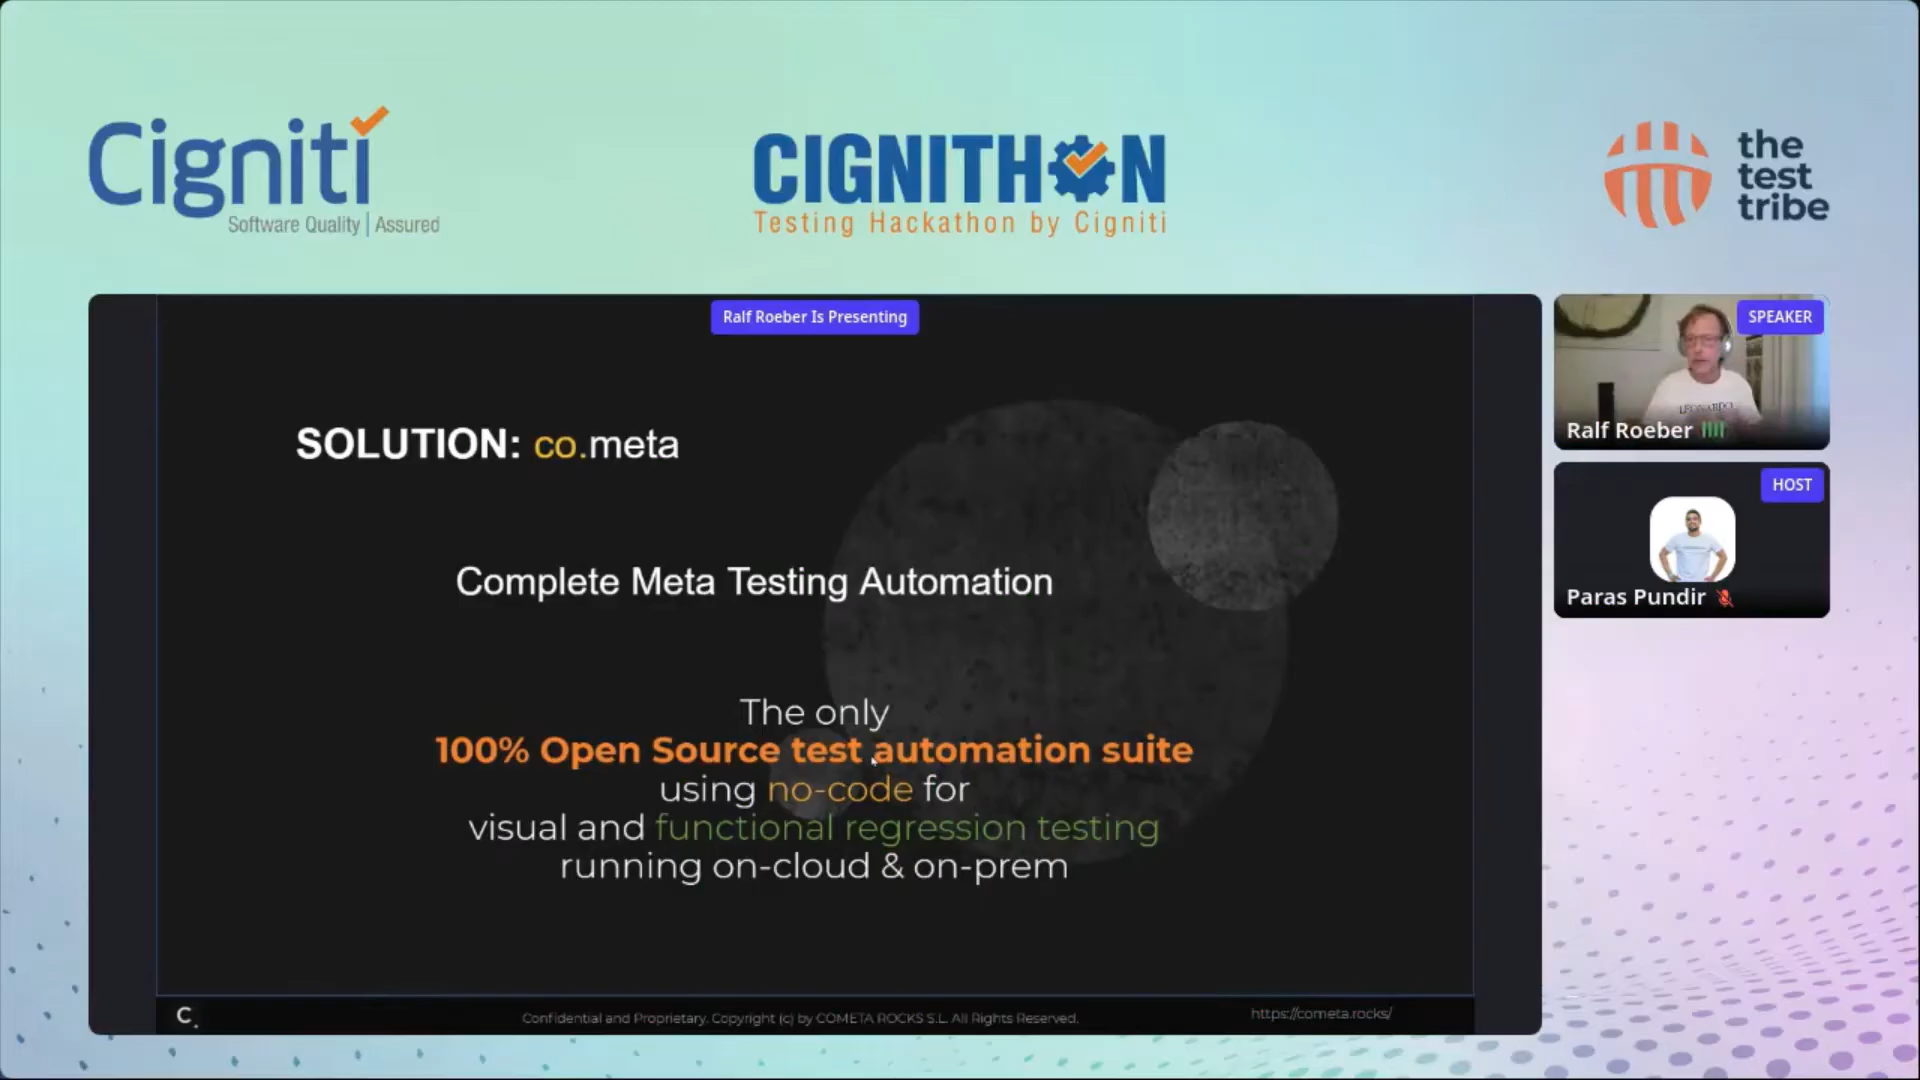 Cigniti
Software Quality | Assured
CIGNITHON
Testing Hackathon by Cigniti
the
test
tribe
Ralf Roeber Is Presenting
SOLUTION: co.meta
Complete Meta Testing Automation
The only
100% Open Source test automation suite
using no-code for
visual and functional regression testing
running on-cloud & on-prem
C.
Confidential and Proprietary. Copyright (c) by COMETA ROCKS S.L. All Rights Reserved.
https://cometa.rocks/
SPEAKER
LEONARDO
Ralf Roeber
HOST
Paras Pundir